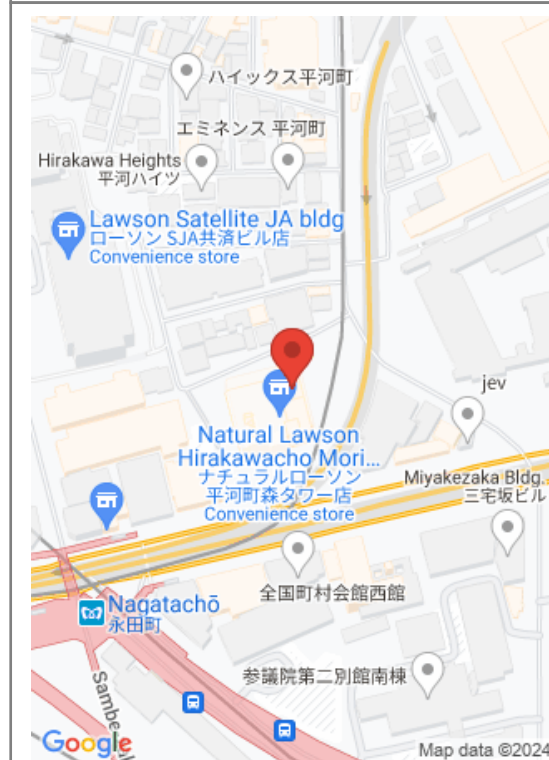 ハイックス平河町
エミネンス 平河町
Hirakawa Heights
平河ハイツ
Lawson Satellite JA bldg
ローソン SJA共済ビル店
Convenience store
jev
Natural Lawson
Hirakawacho Mori...
ナチュラルローソン
平河町森タワー店
Convenience store
Miyakezaka Bldg.
三宅坂ビル
全国町村会館西館
Nagatachō
永田町
参議院第二別館南棟
Google
Map data ©2024